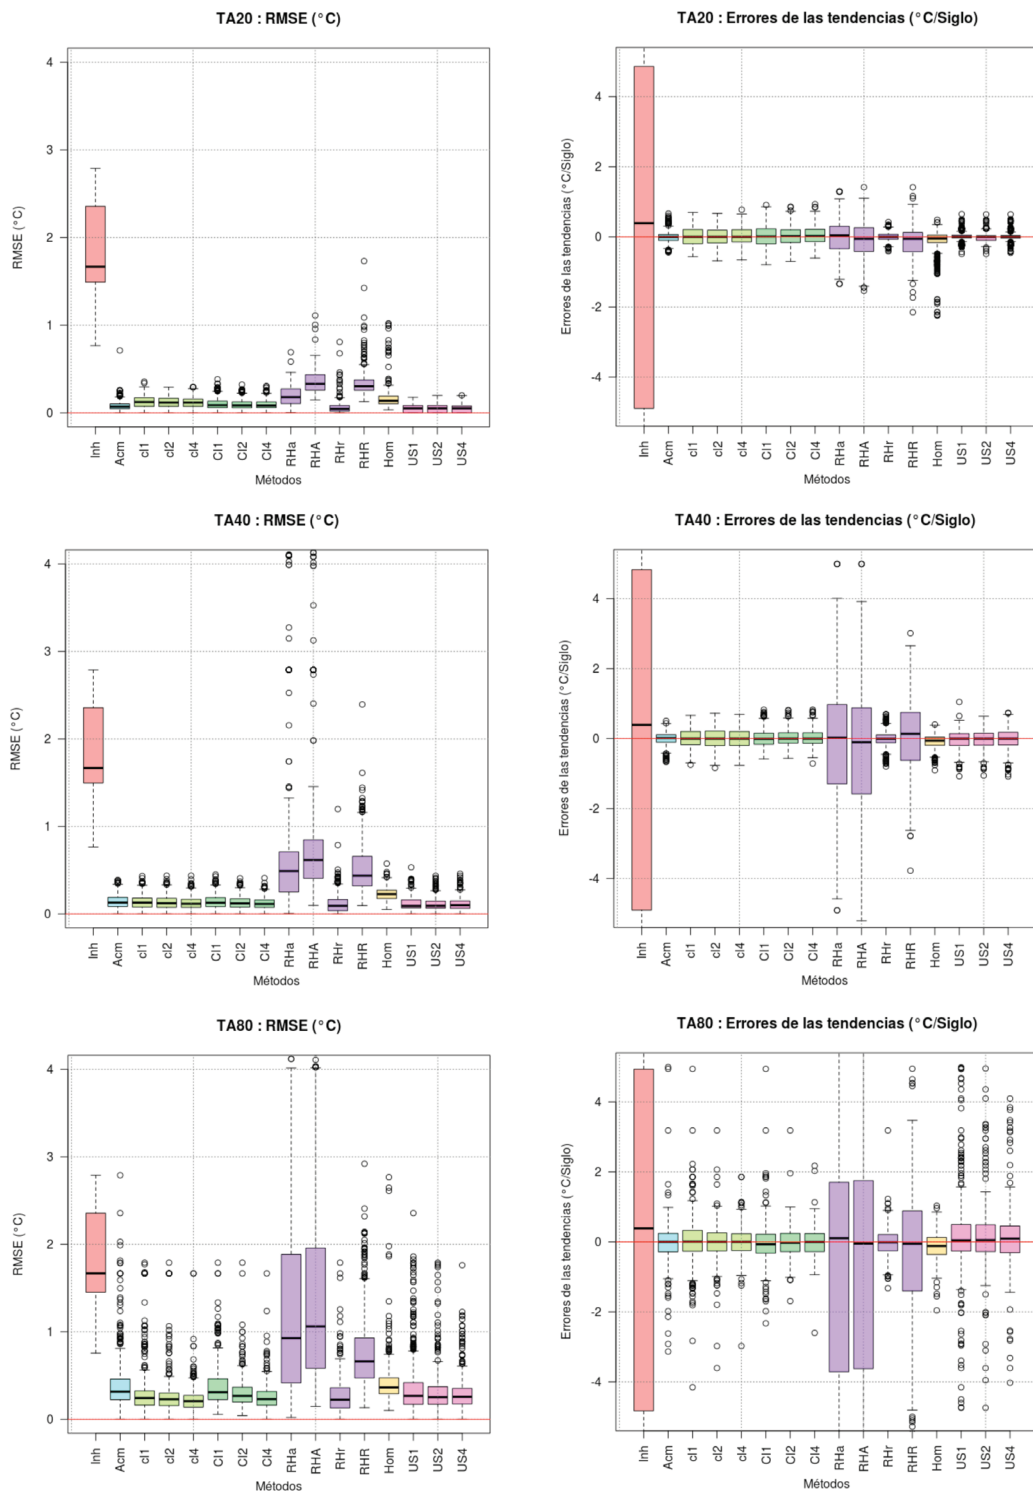 TA20 : RMSE (°C)
RMSE (°C)
4
3
2
1
0
Inh Acm cl1 cl2 cl4 Cl1 Cl2 Cl4 RHa RHA RHr RHR Hom US1 US2 US4
Métodos
TA20 : Errores de las tendencias (°C/Siglo)
Errores de las tendencias (°C/Siglo)
4
2
0
-2
-4
Inh Acm cl1 cl2 cl4 Cl1 Cl2 Cl4 RHa RHA RHr RHR Hom US1 US2 US4
Métodos
TA40 : RMSE (°C)
RMSE (°C)
4
3
2
1
0
Inh Acm cl1 cl2 cl4 Cl1 Cl2 Cl4 RHa RHA RHr RHR Hom US1 US2 US4
Métodos
TA40 : Errores de las tendencias (°C/Siglo)
Errores de las tendencias (°C/Siglo)
4
2
0
-2
-4
Inh Acm cl1 cl2 cl4 Cl1 Cl2 Cl4 RHa RHA RHr RHR Hom US1 US2 US4
Métodos
TA80 : RMSE (°C)
RMSE (°C)
4
3
2
1
0
Inh Acm cl1 cl2 cl4 Cl1 Cl2 Cl4 RHa RHA RHr RHR Hom US1 US2 US4
Métodos
TA80 : Errores de las tendencias (°C/Siglo)
Errores de las tendencias (°C/Siglo)
4
2
0
-2
-4
Inh Acm cl1 cl2 cl4 Cl1 Cl2 Cl4 RHa RHA RHr RHR Hom US1 US2 US4
Métodos